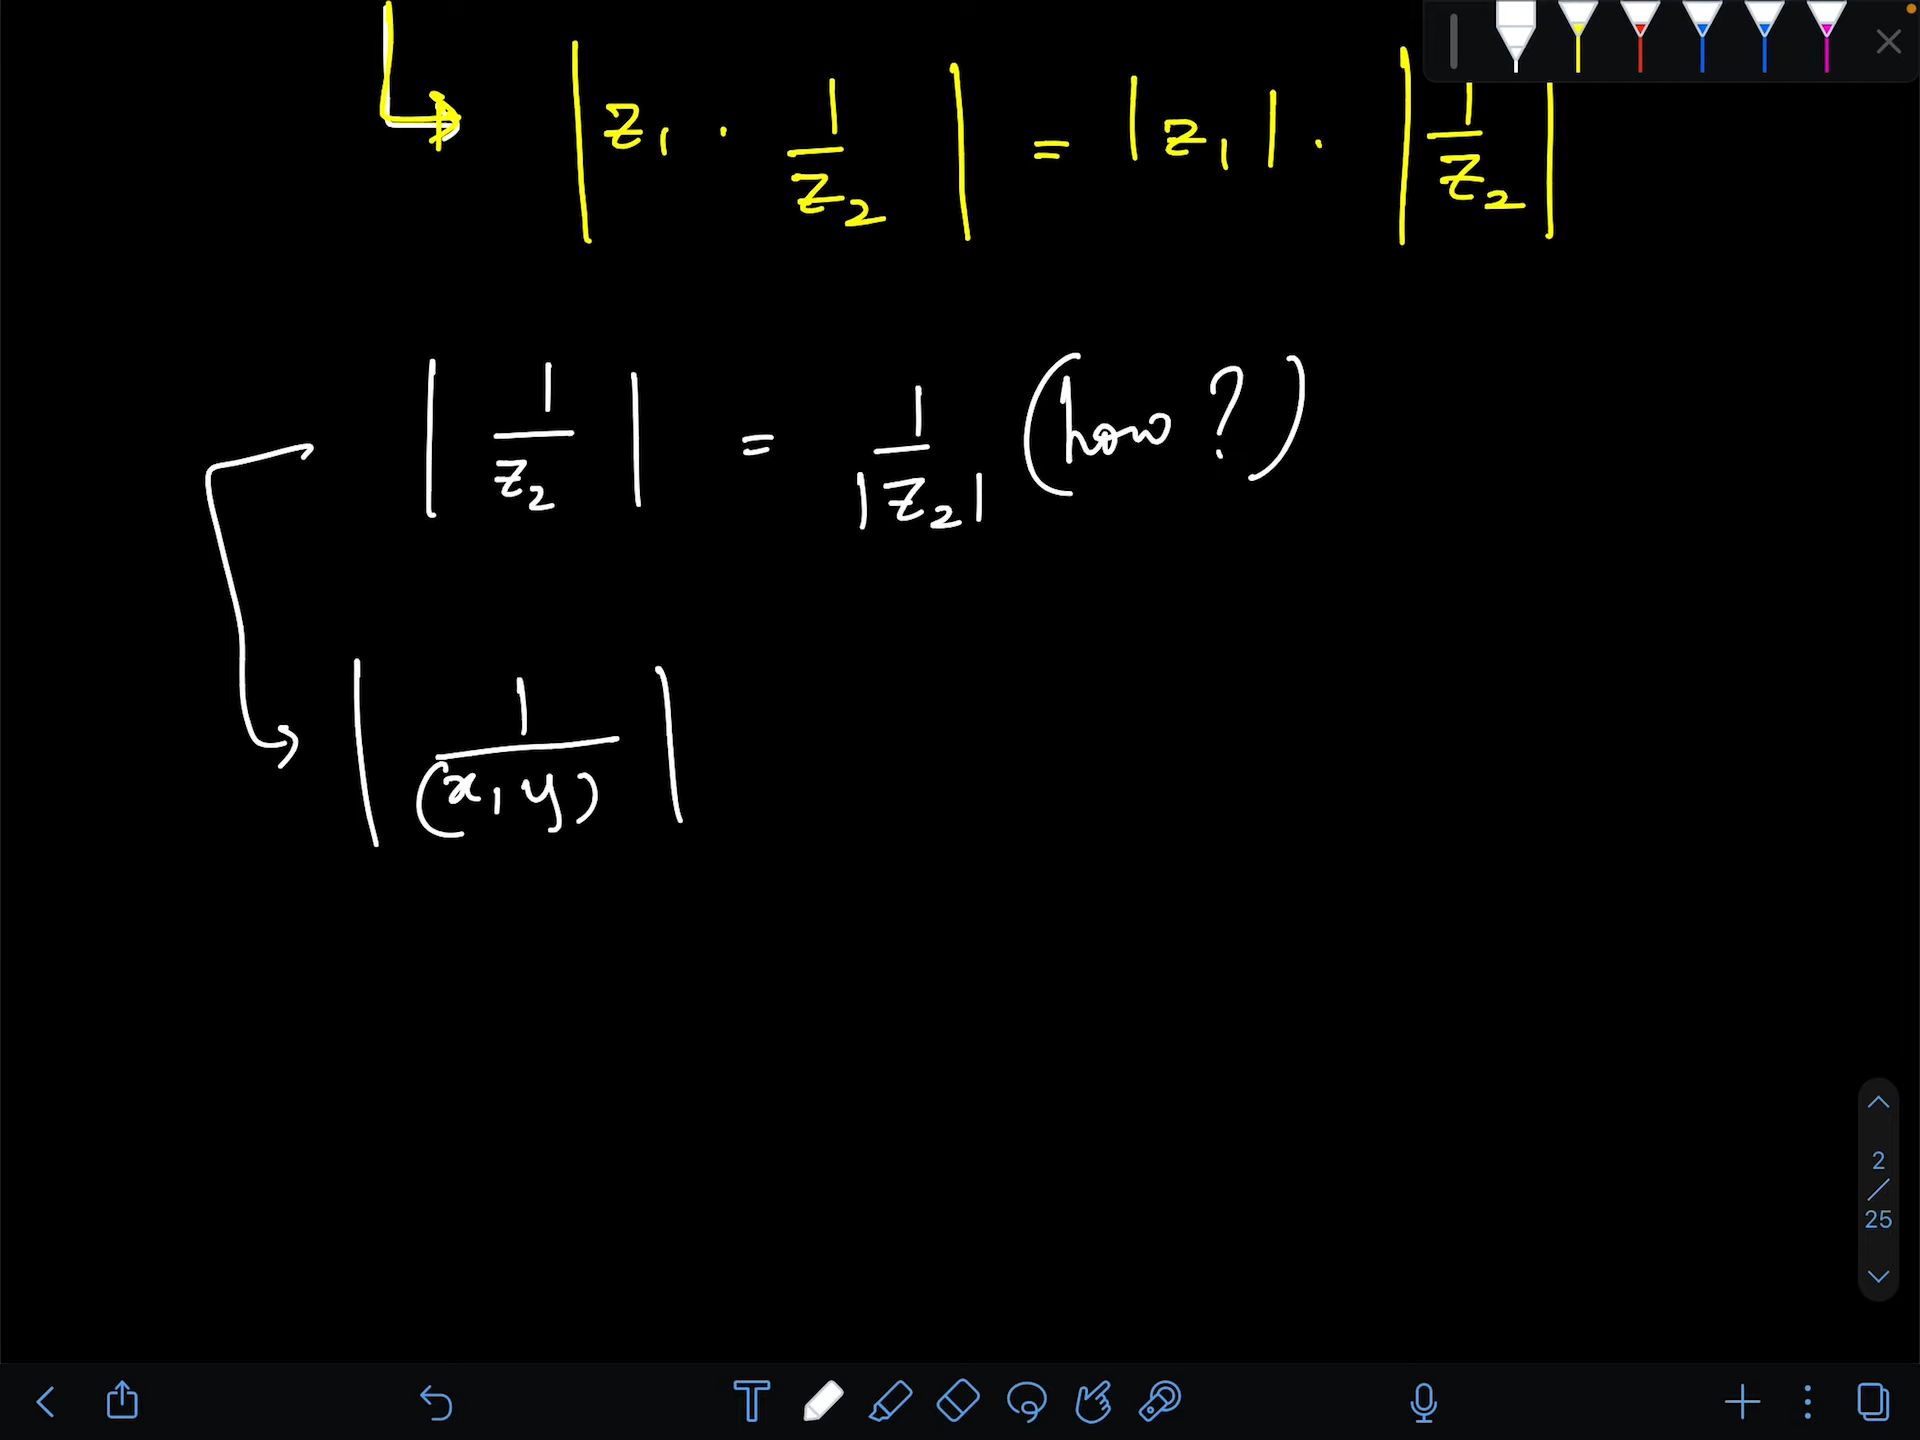 | z₁ · 1/z₂ | = |z₁| · | 1/z₂ |
| 1/z₂ | = 1/|z₂| (how?)
| 1/(x,y) |
2
/
25
T